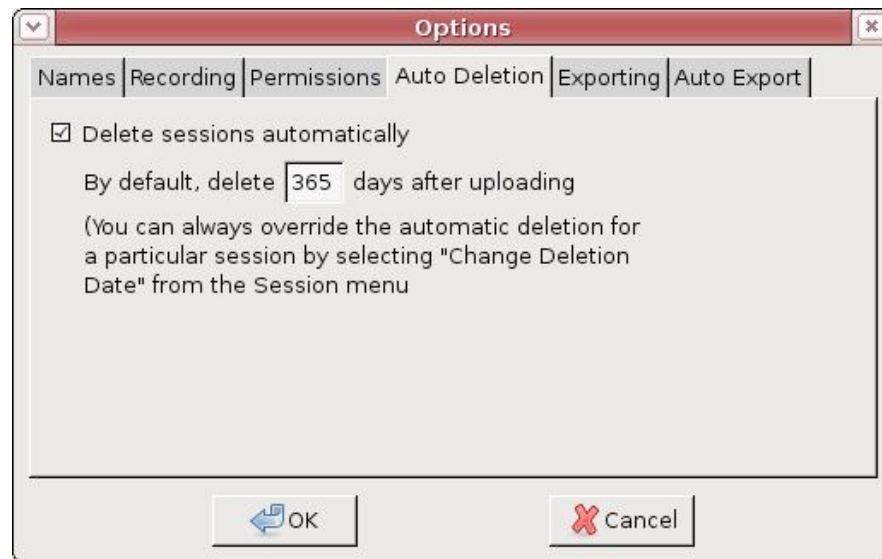 Options
Names Recording Permissions Auto Deletion Exporting Auto Export
Delete sessions automatically
By default, delete 365 days after uploading
(You can always override the automatic deletion for
a particular session by selecting "Change Deletion
Date" from the Session menu
OK Cancel